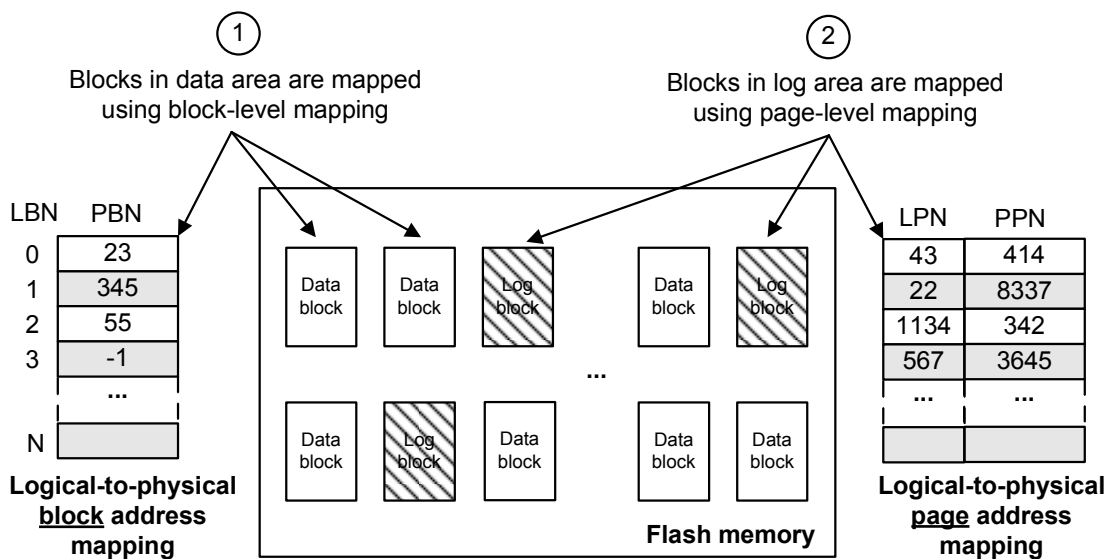 1
Blocks in data area are mapped
using block-level mapping
2
Blocks in log area are mapped
using page-level mapping
LBN PBN
0 23
1 345
2 55
3 -1
...
N
Logical-to-physical
block address
mapping
Data
block
Data
block
Log
block
Data
block
Log
block
...
Data
block
Log
block
Data
block
Data
block
Data
block
Flash memory
LPN PPN
43 414
22 8337
1134 342
567 3645
... ...
Logical-to-physical
page address
mapping